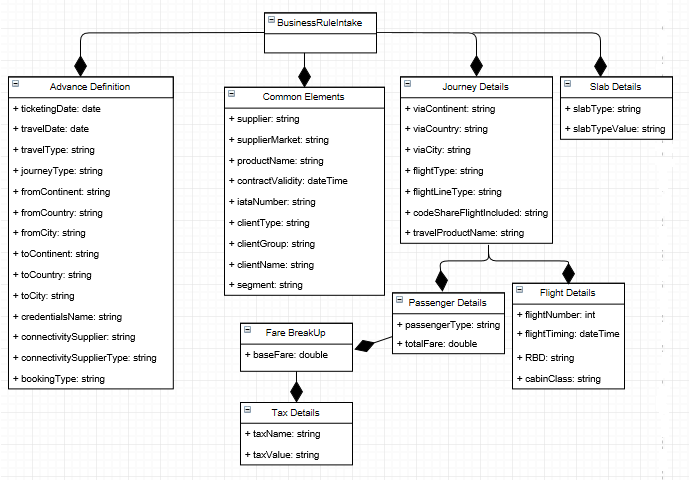 BusinessRuleIntake
Advance Definition
+ ticketingDate: date
+ travelDate: date
+ travelType: string
+ journeyType: string
+ fromContinent: string
+ fromCountry: string
+ fromCity: string
+ toContinent: string
+ toCountry: string
+ toCity: string
+ credentialsName: string
+ connectivitySupplier: string
+ connectivitySupplierType: string
+ bookingType: string
Common Elements
+ supplier: string
+ supplierMarket: string
+ productName: string
+ contractValidity: dateTime
+ iataNumber: string
+ clientType: string
+ clientGroup: string
+ clientName: string
+ segment: string
Journey Details
+ viaContinent: string
+ viaCountry: string
+ viaCity: string
+ flightType: string
+ flightLineType: string
+ codeShareFlightIncluded: string
+ travelProductName: string
Slab Details
+ slabType: string
+ slabTypeValue: string
Passenger Details
+ passengerType: string
+ totalFare: double
Flight Details
+ flightNumber: int
+ flightTiming: dateTime
+ RBD: string
+ cabinClass: string
Fare BreakUp
+ baseFare: double
Tax Details
+ taxName: string
+ taxValue: string